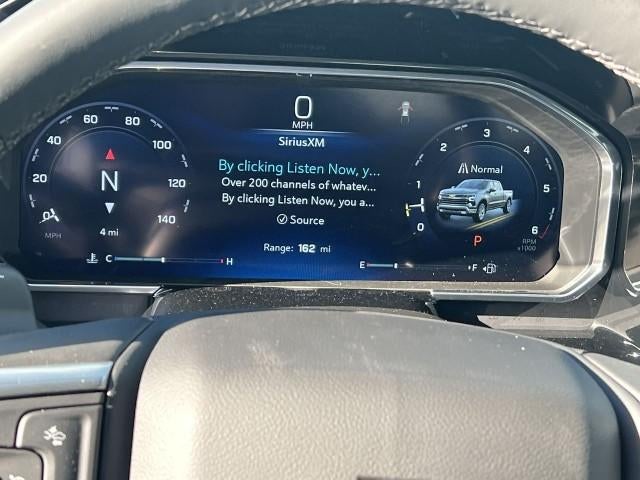 0
MPH
SiriusXM
By clicking Listen Now, y...
Over 200 channels of whatev...
By clicking Listen Now, you a...
Source
Range: 162 mi
20 40 60 80 100 120 140
N
MPH
4 mi
C H
0 1 2 3 4 5 6
Normal
P
RPM
x1000
E F